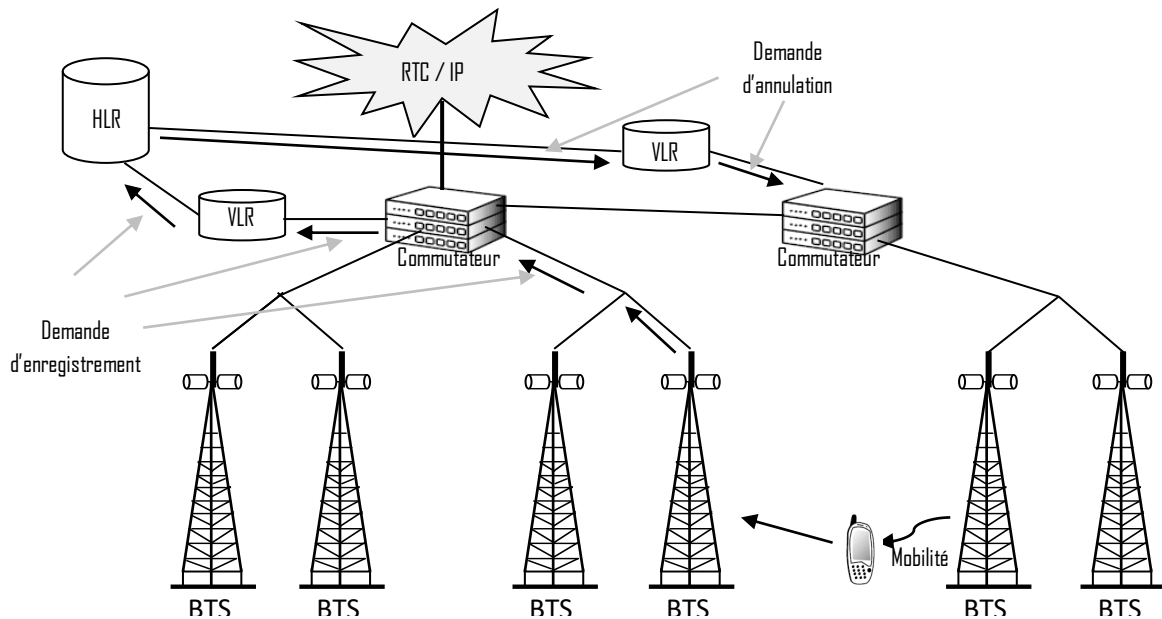 RTC / IP
Demande
d'annulation
HLR
VLR
VLR
Commutateur
Commutateur
Demande
d'enregistrement
Mobilité
BTS
BTS
BTS
BTS
BTS
BTS